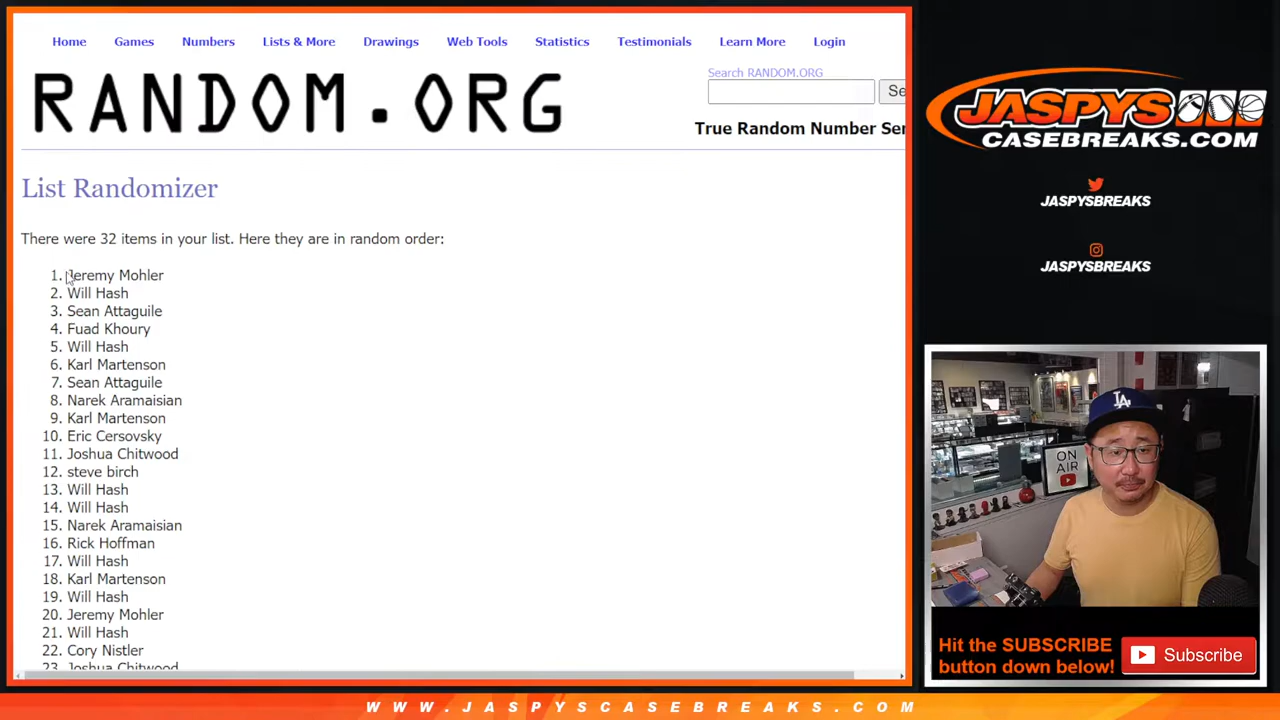 Home Games Numbers Lists & More Drawings Web Tools Statistics Testimonials Learn More Login
RANDOM.ORG
Search RANDOM.ORG
Se
True Random Number Ser
List Randomizer
There were 32 items in your list. Here they are in random order:
1. Jeremy Mohler
2. Will Hash
3. Sean Attaguile
4. Fuad Khoury
5. Will Hash
6. Karl Martenson
7. Sean Attaguile
8. Narek Aramaisian
9. Karl Martenson
10. Eric Cersovsky
11. Joshua Chitwood
12. steve birch
13. Will Hash
14. Will Hash
15. Narek Aramaisian
16. Rick Hoffman
17. Will Hash
18. Karl Martenson
19. Will Hash
20. Jeremy Mohler
21. Will Hash
22. Cory Nistler
23. Joshua Chitwood
JASPYS
CASEBREAKS.COM
JASPYSBREAKS
JASPYSBREAKS
LA
ON
AIR
Hit the SUBSCRIBE
button down below!
Subscribe
WWW.JASPYSCASEBREAKS.COM